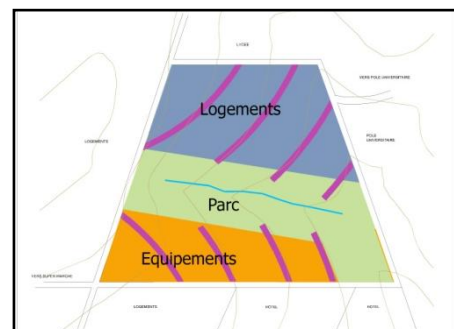 LYCEE
VERS POLE UNIVERSITAIRE
Logements
LOGEMENTS
POLE
UNIVERSITAIRE
Parc
Equipements
LOGEMENTS
HOTEL
HOTEL